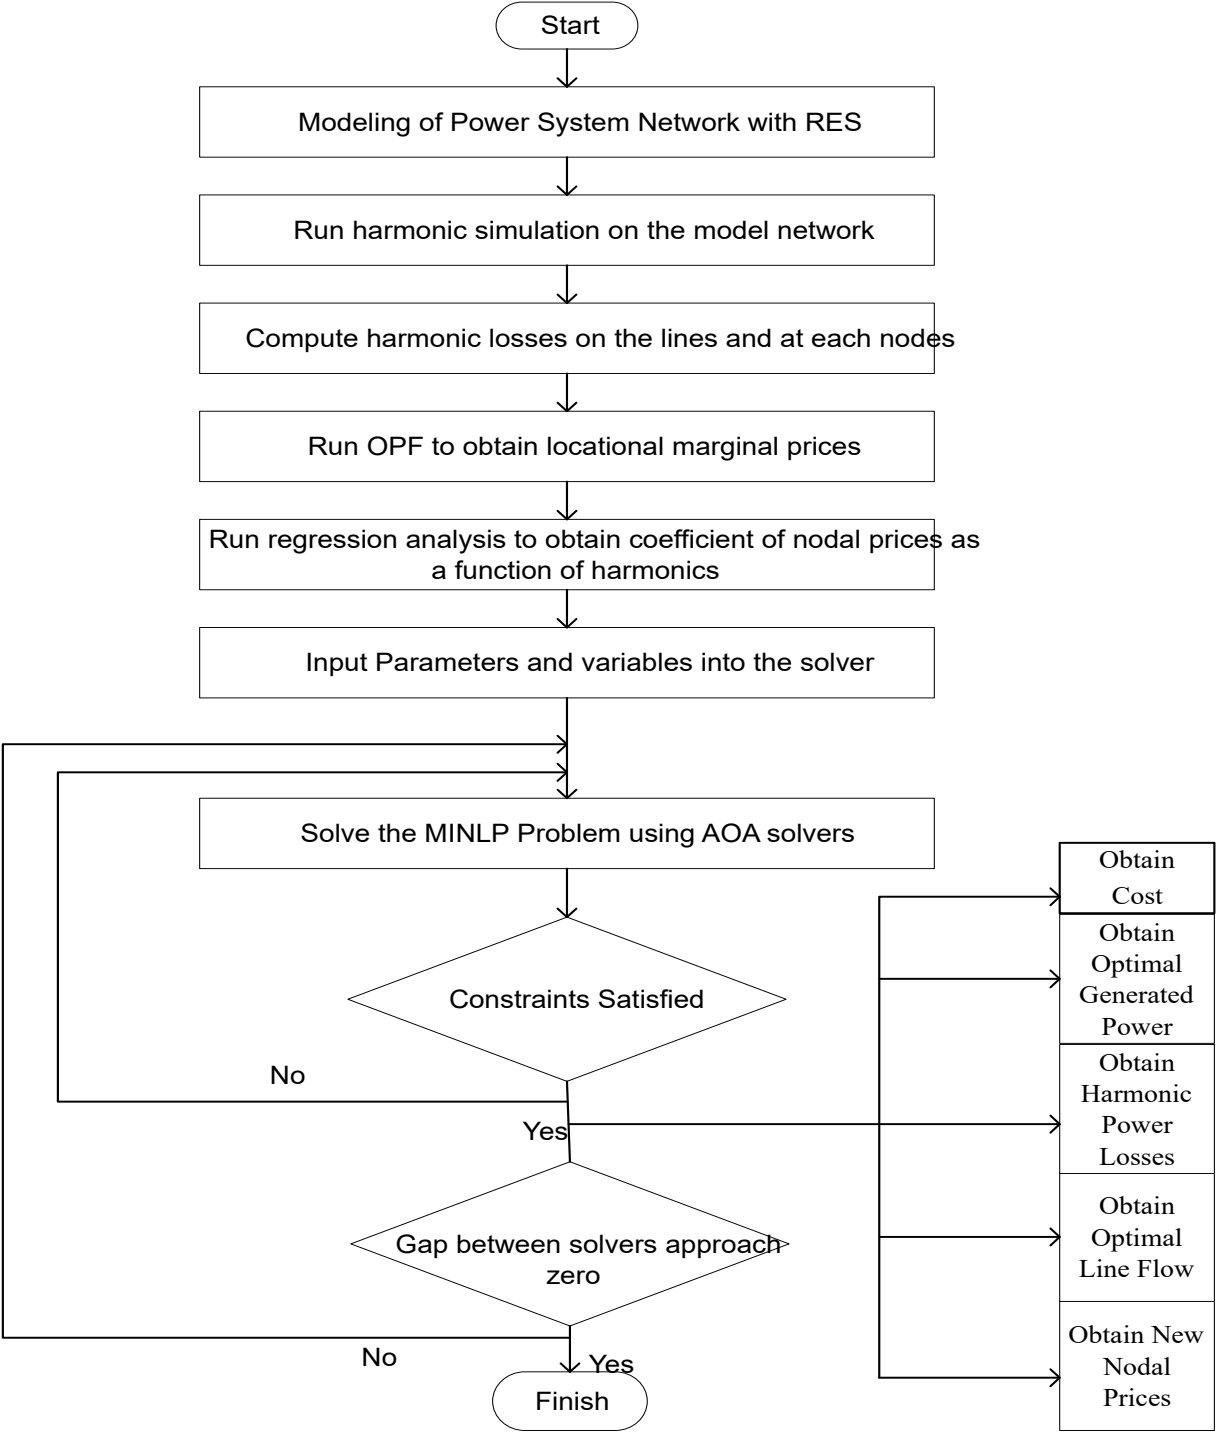 Start
Modeling of Power System Network with RES
Run harmonic simulation on the model network
Compute harmonic losses on the lines and at each nodes
Run OPF to obtain locational marginal prices
Run regression analysis to obtain coefficient of nodal prices as
a function of harmonics
Input Parameters and variables into the solver
Solve the MINLP Problem using AOA solvers
Constraints Satisfied
No
Yes
Gap between solvers approach
zero
No
Yes
Finish
Obtain
Cost
Obtain
Optimal
Generated
Power
Obtain
Harmonic
Power
Losses
Obtain
Optimal
Line Flow
Obtain New
Nodal
Prices